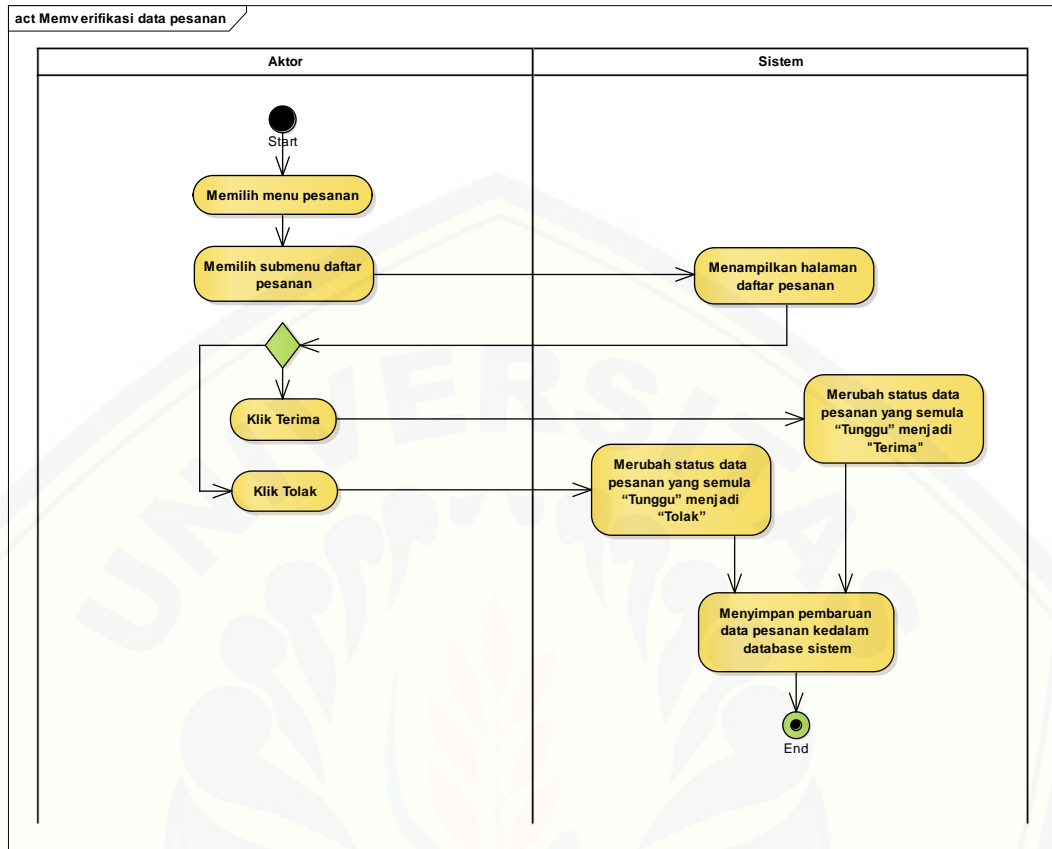 act Memverifikasi data pesanan
Aktor
Sistem
Start
Memilih menu pesanan
Memilih submenu daftar
pesanan
Menampilkan halaman
daftar pesanan
Klik Terima
Merubah status data
pesanan yang semula
“Tunggu” menjadi
"Terima"
Klik Tolak
Merubah status data
pesanan yang semula
“Tunggu” menjadi
“Tolak”
Menyimpan pembaruan
data pesanan kedalam
database sistem
End
UNIVERSITAS